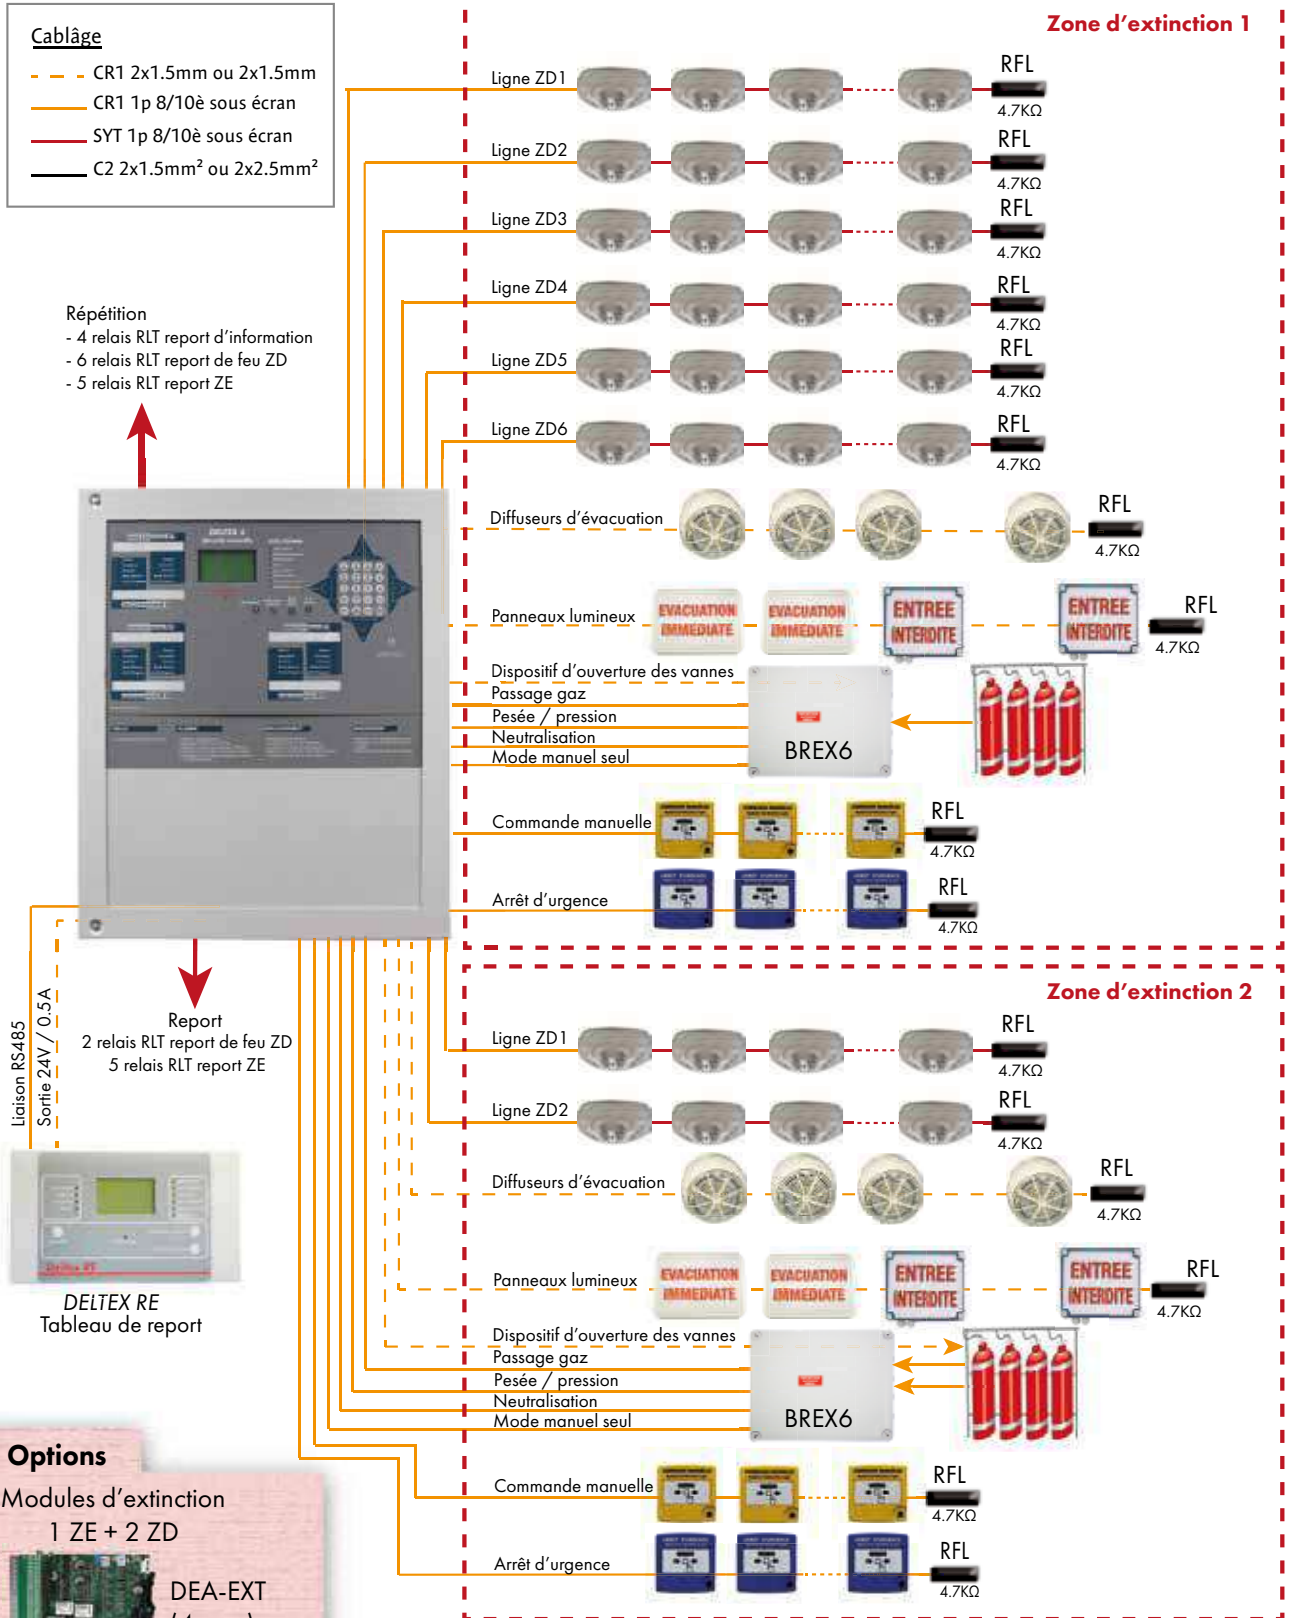 Cablâge
CR1 2x1.5mm ou 2x1.5mm
CR1 1p 8/10è sous écran
SYT 1p 8/10è sous écran
C2 2x1.5mm² ou 2x2.5mm²
Zone d'extinction 1
Ligne ZD1
RFL
4.7KΩ
Ligne ZD2
RFL
4.7KΩ
Ligne ZD3
RFL
4.7KΩ
Ligne ZD4
RFL
4.7KΩ
Ligne ZD5
RFL
4.7KΩ
Ligne ZD6
RFL
4.7KΩ
Répétition
- 4 relais RLT report d'information
- 6 relais RLT report de feu ZD
- 5 relais RLT report ZE
Diffuseurs d'évacuation
RFL
4.7KΩ
Panneaux lumineux
EVACUATION
IMMEDIATE
EVACUATION
IMMEDIATE
ENTREE
INTERDITE
ENTREE
INTERDITE
RFL
4.7KΩ
Dispositif d'ouverture des vannes
Passage gaz
Pesée / pression
Neutralisation
Mode manuel seul
BREX6
Commande manuelle
RFL
4.7KΩ
Arrêt d'urgence
RFL
4.7KΩ
Liaison RS485
Sortie 24V / 0.5A
Report
2 relais RLT report de feu ZD
5 relais RLT report ZE
Deltex RE
DELTEX RE
Tableau de report
Zone d'extinction 2
Ligne ZD1
RFL
4.7KΩ
Ligne ZD2
RFL
4.7KΩ
Diffuseurs d'évacuation
RFL
4.7KΩ
Panneaux lumineux
EVACUATION
IMMEDIATE
EVACUATION
IMMEDIATE
ENTREE
INTERDITE
ENTREE
INTERDITE
RFL
4.7KΩ
Dispositif d'ouverture des vannes
Passage gaz
Pesée / pression
Neutralisation
Mode manuel seul
BREX6
Commande manuelle
RFL
4.7KΩ
Arrêt d'urgence
RFL
4.7KΩ
Options
Modules d'extinction
1 ZE + 2 ZD
DEA-EXT